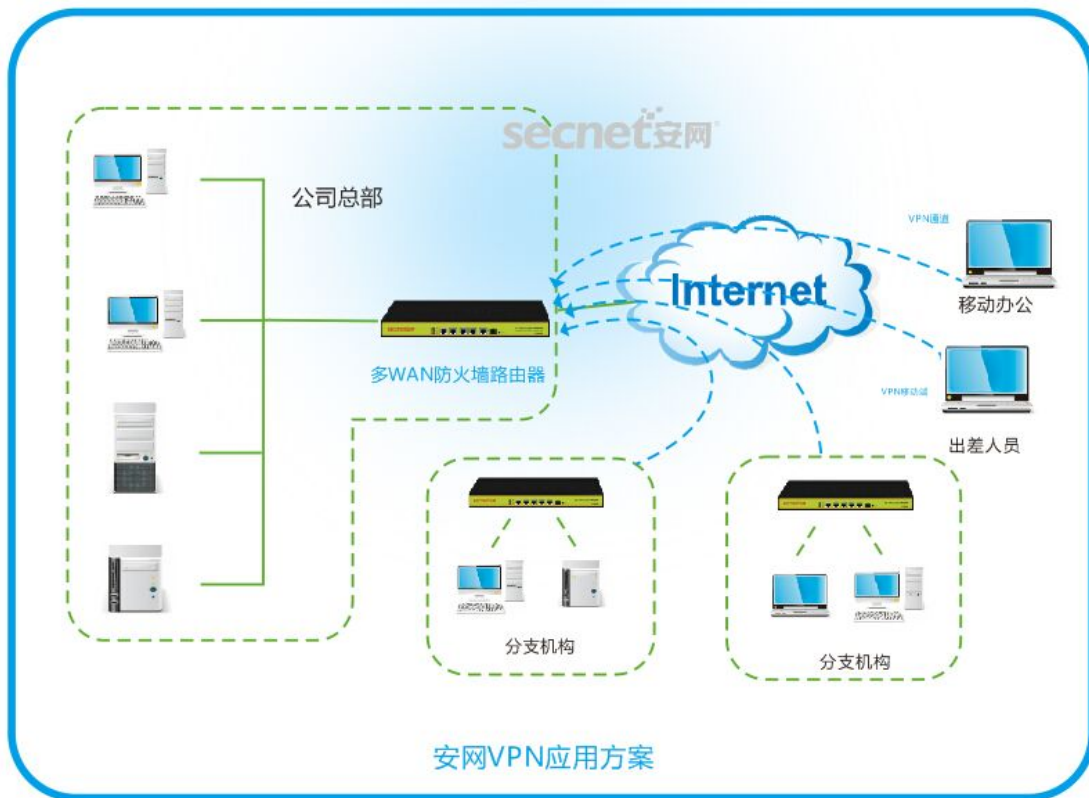 secnet安网
公司总部
VPN通道
Internet
移动办公
多WAN防火墙路由器
VPN移动端
出差人员
分支机构
分支机构
安网VPN应用方案